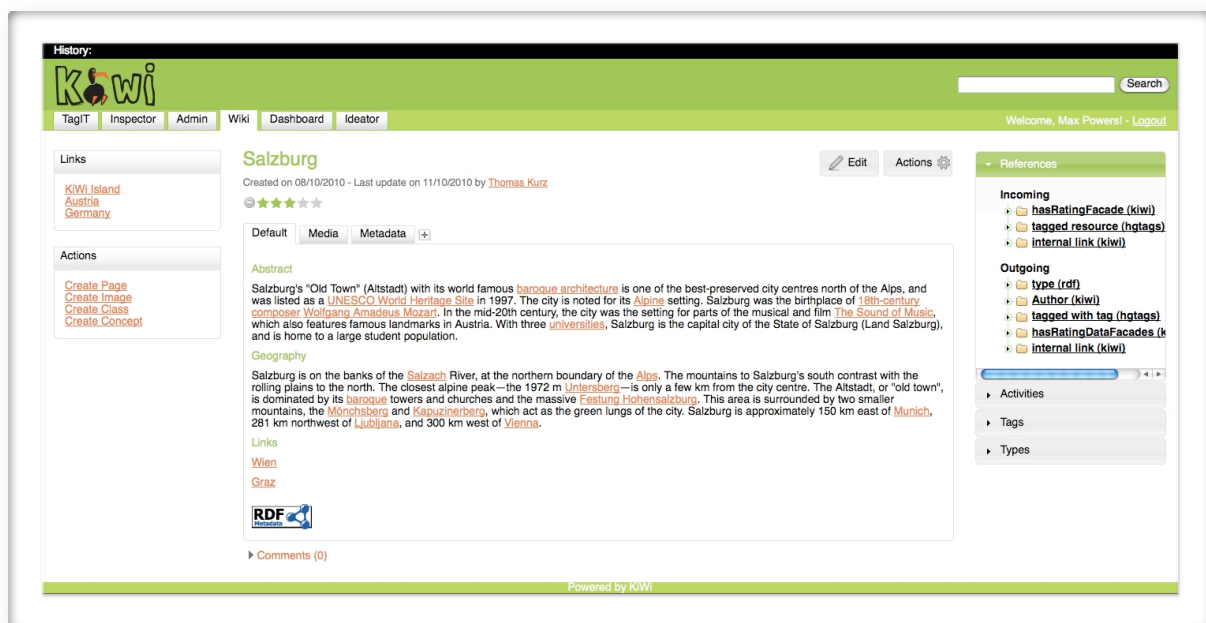 History:
KiWi
Search
TagIT Inspector Admin Wiki Dashboard Ideator
Welcome, Max Powers! - Logout
Links
KiWi Island
Austria
Germany
Actions
Create Page
Create Image
Create Class
Create Concept
Salzburg
Edit Actions
Created on 08/10/2010 - Last update on 11/10/2010 by Thomas Kurz
Default Media Metadata +
Abstract
Salzburg's "Old Town" (Altstadt) with its world famous baroque architecture is one of the best-preserved city centres north of the Alps, and
was listed as a UNESCO World Heritage Site in 1997. The city is noted for its Alpine setting. Salzburg was the birthplace of 18th-century
composer Wolfgang Amadeus Mozart. In the mid-20th century, the city was the setting for parts of the musical and film The Sound of Music,
which also features famous landmarks in Austria. With three universities, Salzburg is the capital city of the State of Salzburg (Land Salzburg),
and is home to a large student population.
Geography
Salzburg is on the banks of the Salzach River, at the northern boundary of the Alps. The mountains to Salzburg's south contrast with the
rolling plains to the north. The closest alpine peak—the 1972 m Untersberg—is only a few km from the city centre. The Altstadt, or "old town",
is dominated by its baroque towers and churches and the massive Festung Hohensalzburg. This area is surrounded by two smaller
mountains, the Mönchsberg and Kapuzinerberg, which act as the green lungs of the city. Salzburg is approximately 150 km east of Munich,
281 km northwest of Ljubljana, and 300 km west of Vienna.
Links
Wien
Graz
RDF
Metadata
Comments (0)
References
Incoming
hasRatingFacade (kiwi)
tagged resource (hgtags)
internal link (kiwi)
Outgoing
type (rdf)
Author (kiwi)
tagged with tag (hgtags)
hasRatingDataFacades (k
internal link (kiwi)
Activities
Tags
Types
Powered by KiWi